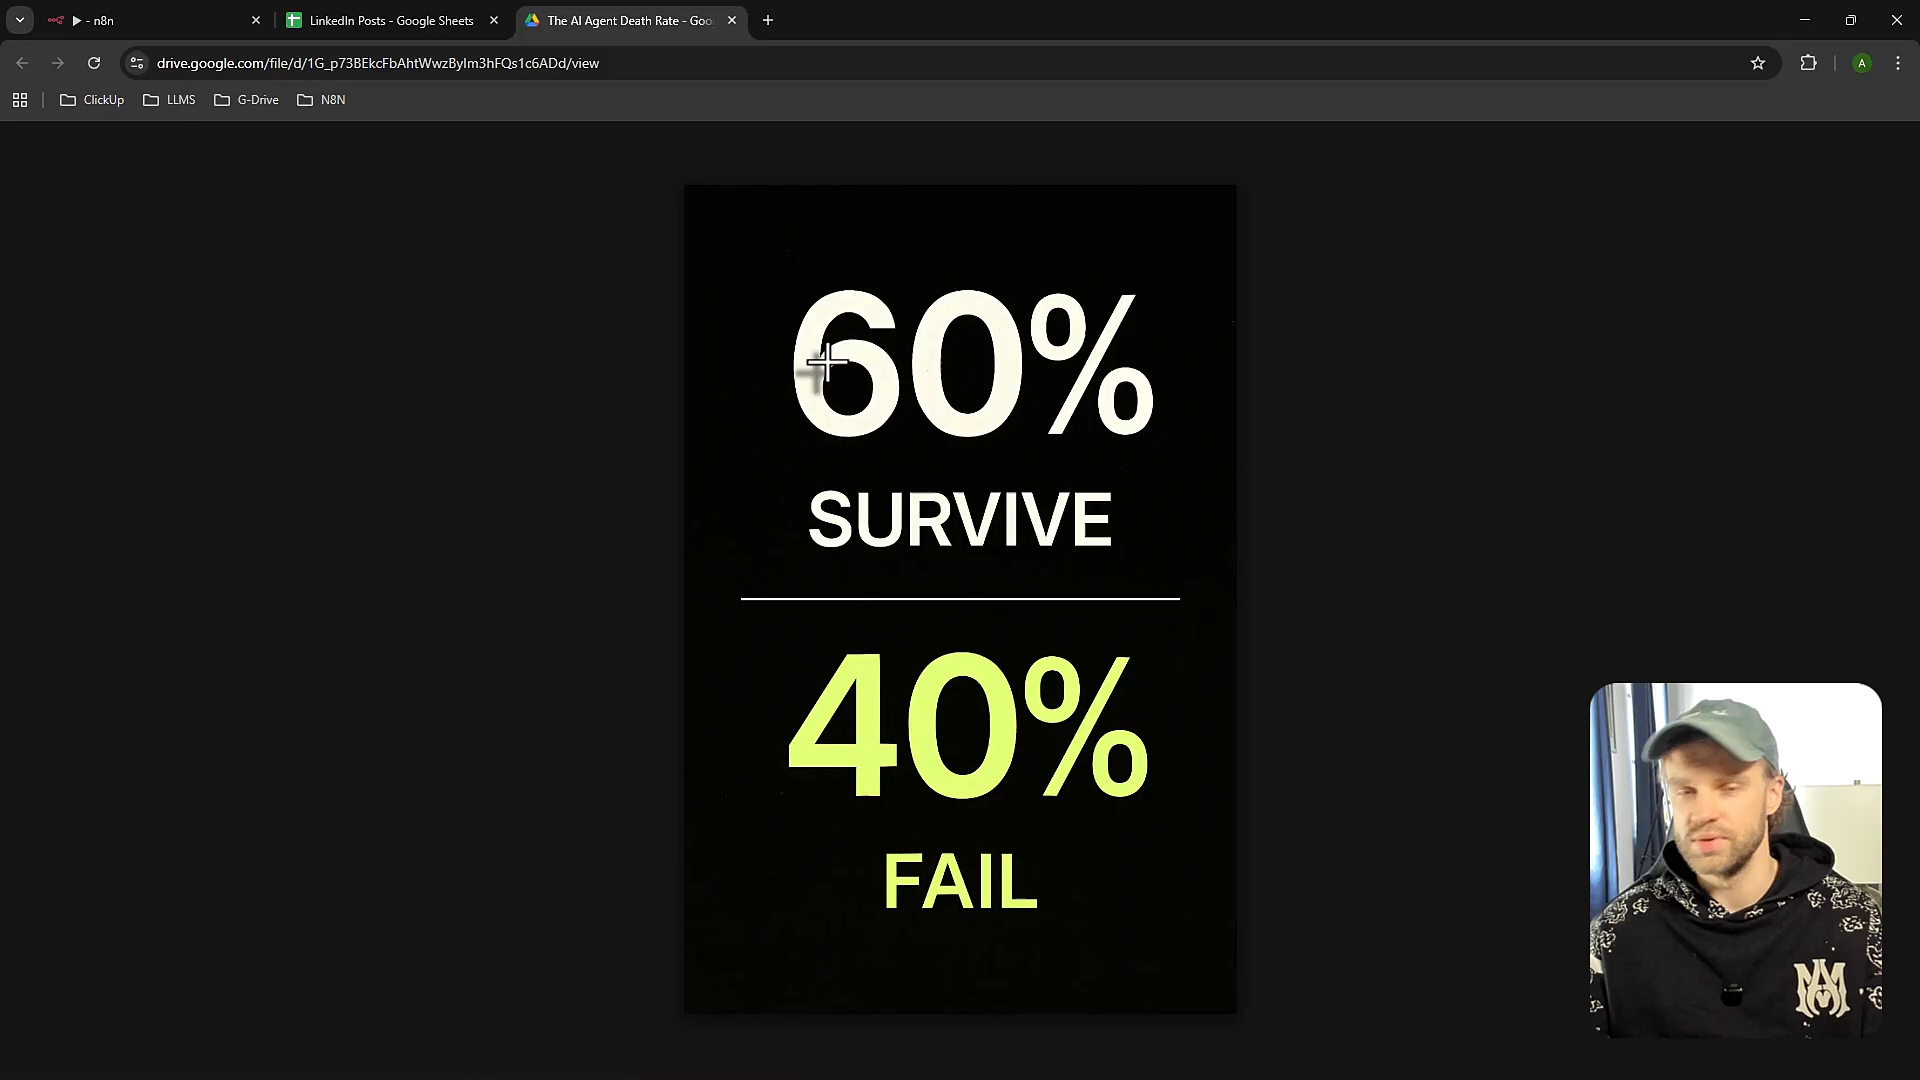 - n8n
LinkedIn Posts - Google Sheets
The AI Agent Death Rate - Goo
drive.google.com/file/d/1G_p73BEkcFbAhtWwzByIm3hFQs1c6ADd/view
A
ClickUp
LLMS
G-Drive
N8N
60%
SURVIVE
40%
FAIL
MA